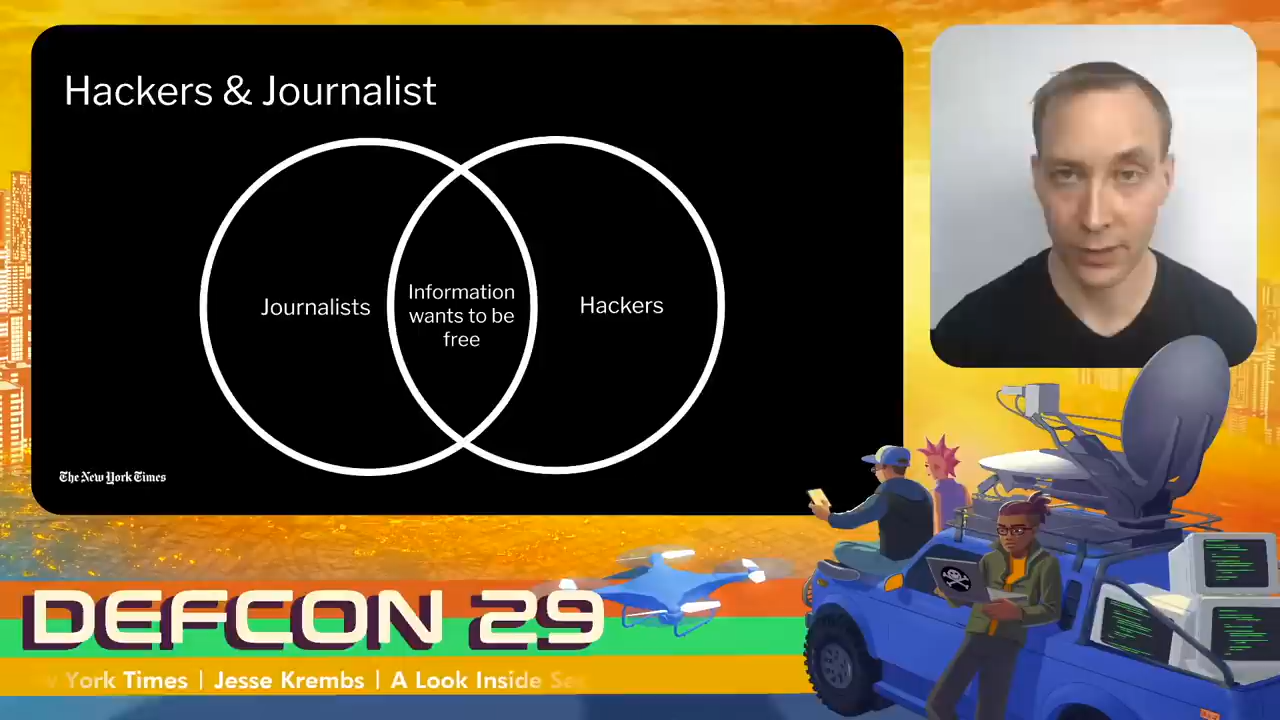 Hackers & Journalist
Journalists
Information
wants to be
free
Hackers
The New York Times
DEFCON 29
York Times | Jesse Krembs | A Look Inside